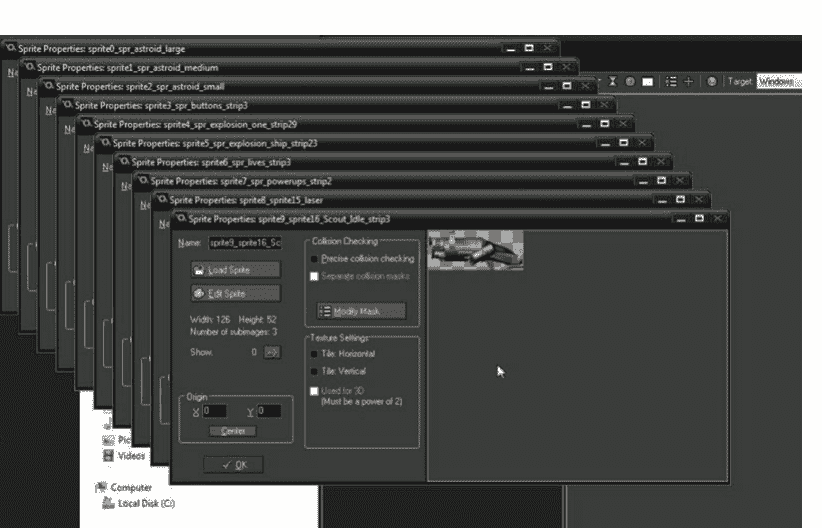 Sprite Properties: sprite0_spr_astroid_large
Sprite Properties: sprite1_spr_astroid_medium
Sprite Properties: sprite2_spr_astroid_small
Target: Windows
Sprite Properties: sprite3_spr_buttons_strip3
Sprite Properties: sprite4_spr_explosion_one_strip29
Sprite Properties: sprite5_spr_explosion_ship_strip23
Sprite Properties: sprite6_spr_lives_strip3
Sprite Properties: sprite7_spr_powerups_strip2
Sprite Properties: sprite8_sprite15_laser
Sprite Properties: sprite9_sprite16_Scout_Idle_strip3
Name: sprite9_sprite16_Sc
Collision Checking
Precise collision checking
Load Sprite
Separate collision masks
Edit Sprite
Modify Mask
Width: 126 Height: 52
Number of subimages: 3
Texture Settings
Show: 0
Tile: Horizontal
Tile: Vertical
Used for 3D
(Must be a power of 2)
Origin
X 0 Y 0
Center
OK
Pic
Videos
Computer
Local Disk (C:)